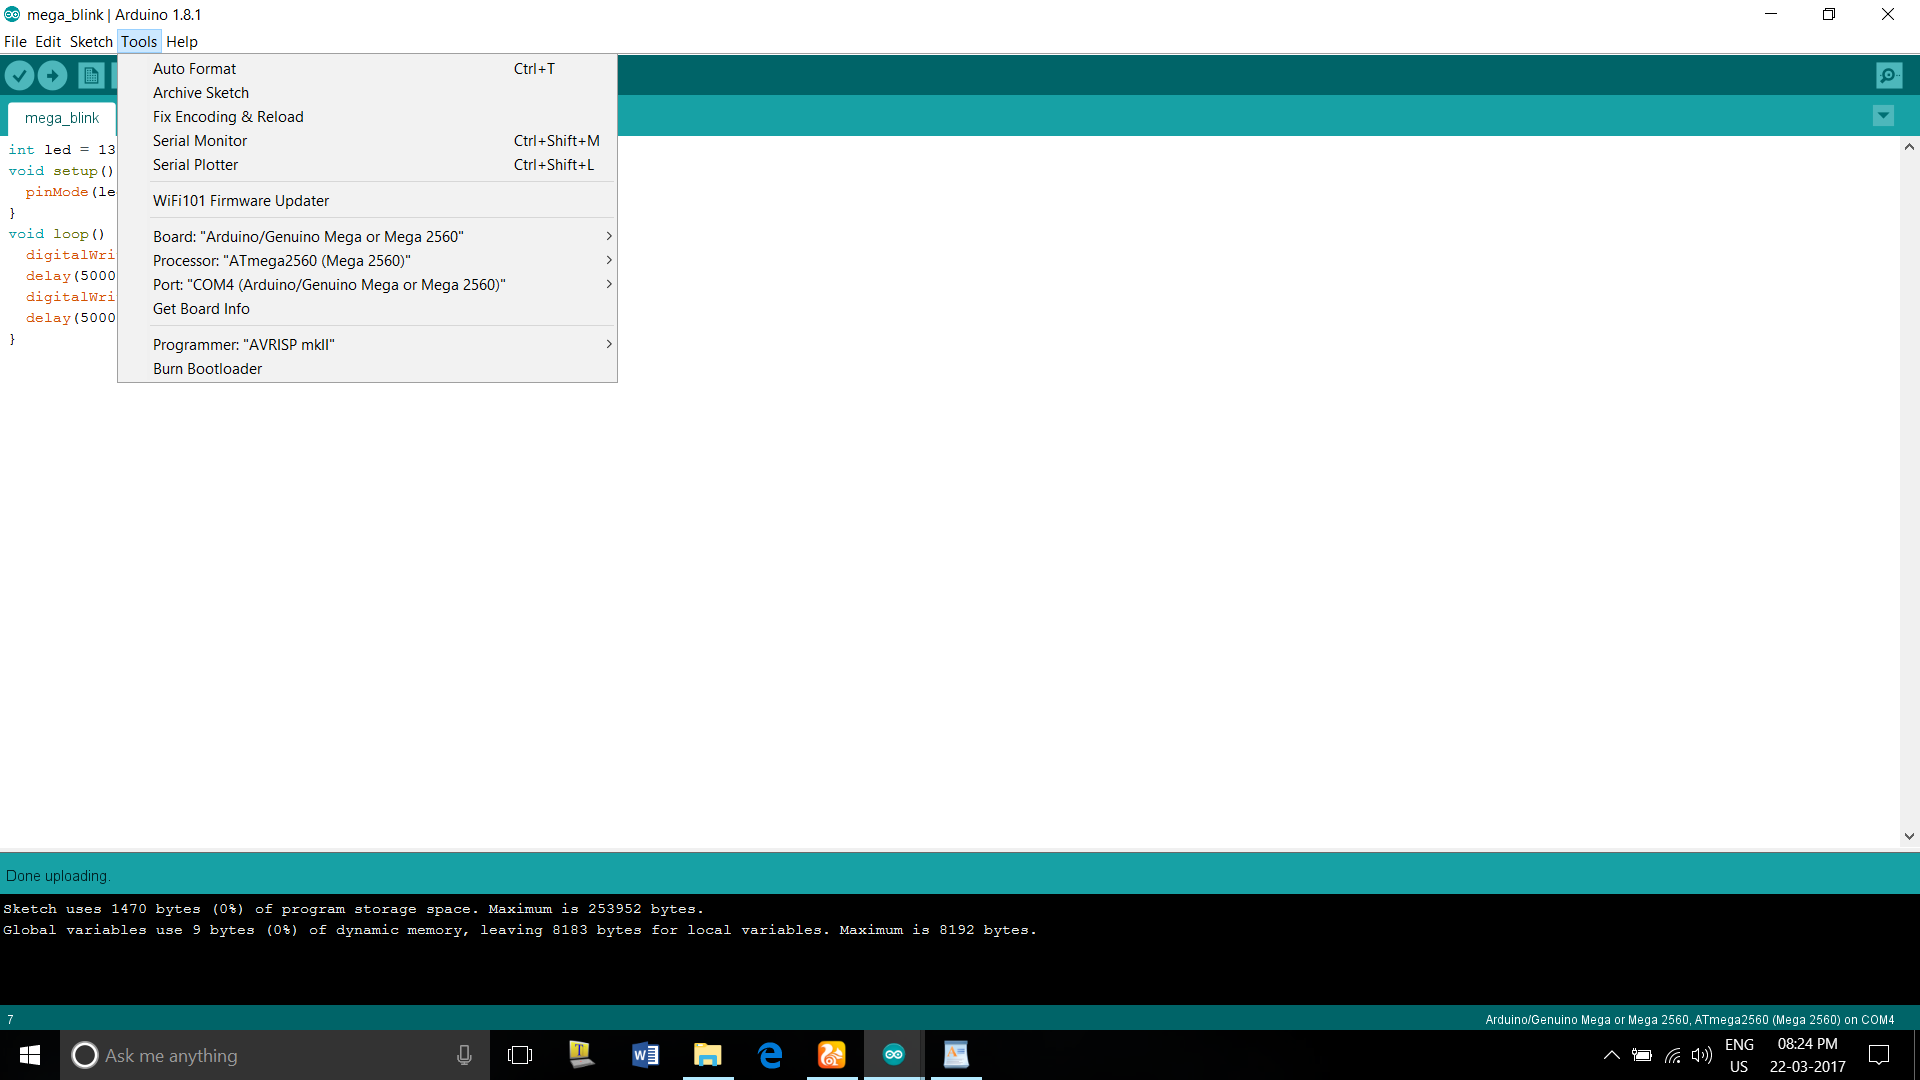 mega_blink | Arduino 1.8.1
File Edit Sketch Tools Help
Auto Format Ctrl+T
Archive Sketch
Fix Encoding & Reload
Serial Monitor Ctrl+Shift+M
Serial Plotter Ctrl+Shift+L
WiFi101 Firmware Updater
Board: "Arduino/Genuino Mega or Mega 2560"
Processor: "ATmega2560 (Mega 2560)"
Port: "COM4 (Arduino/Genuino Mega or Mega 2560)"
Get Board Info
Programmer: "AVRISP mkII"
Burn Bootloader
mega_blink
int led = 13
void setup()
pinMode(le
}
void loop()
digitalWri
delay(5000
digitalWri
delay(5000
}
Done uploading.
Sketch uses 1470 bytes (0%) of program storage space. Maximum is 253952 bytes.
Global variables use 9 bytes (0%) of dynamic memory, leaving 8183 bytes for local variables. Maximum is 8192 bytes.
7
Arduino/Genuino Mega or Mega 2560, ATmega2560 (Mega 2560) on COM4
Ask me anything
ENG
US
08:24 PM
22-03-2017